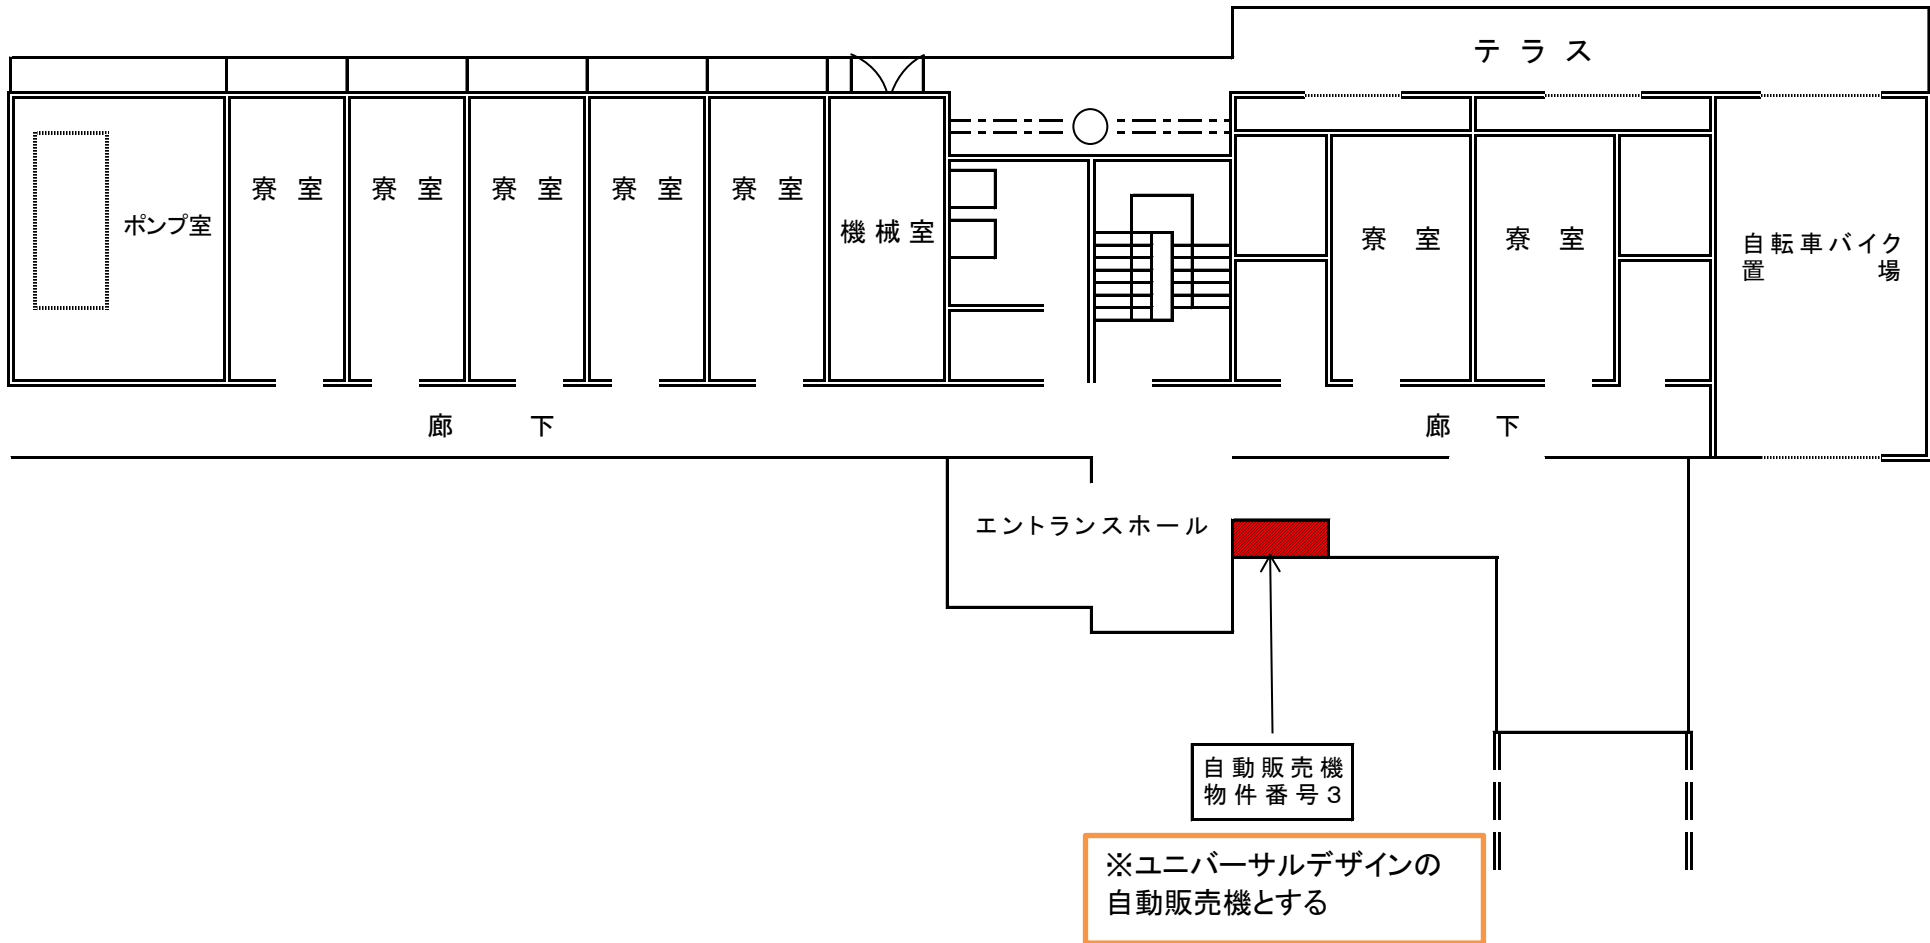 テラス
寮室
寮室
寮室
寮室
寮室
ポンプ室
機械室
寮室
寮室
自転車バイク
置場
廊下
廊下
エントランスホール
自動販売機
物件番号3
※ユニバーサルデザインの
自動販売機とする